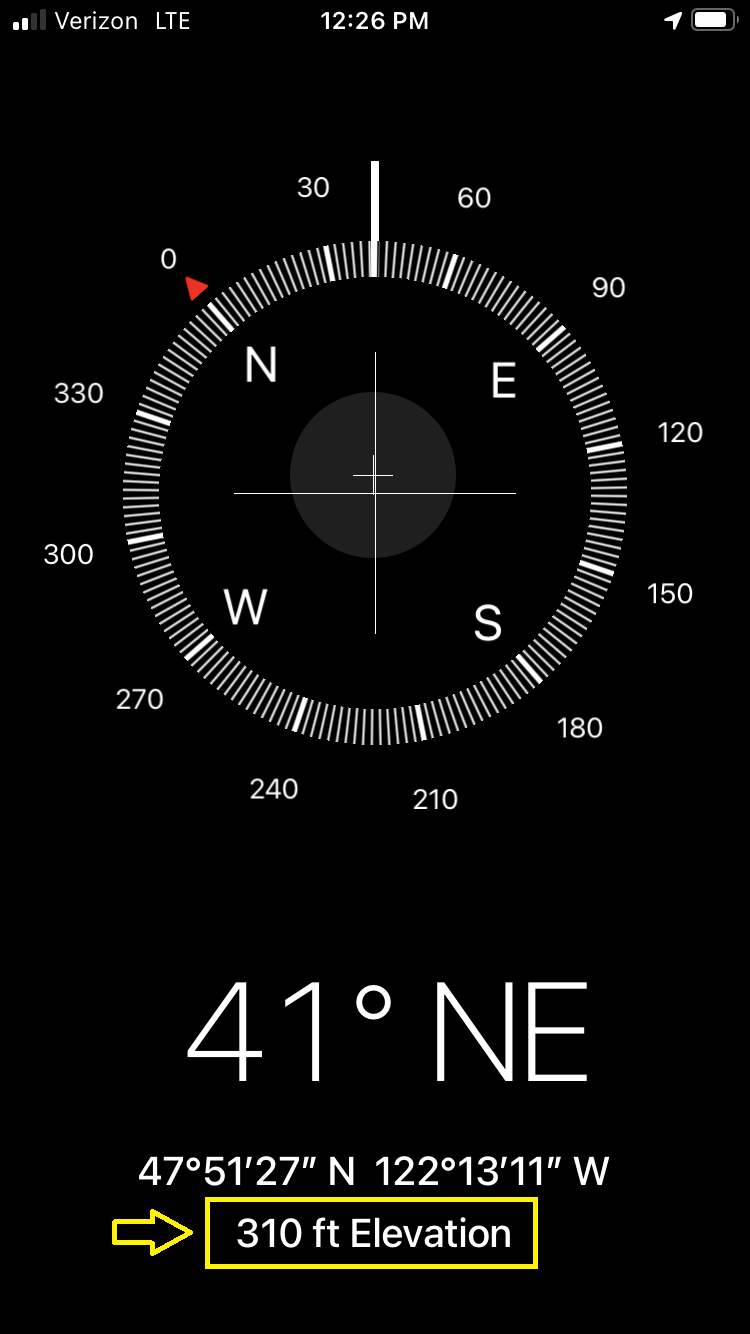 Verizon LTE 12:26 PM
30 60
0 90
N E
330 120
300 150
W S
270 180
240 210
41° NE
47°51′27″ N 122°13′11″ W
310 ft Elevation